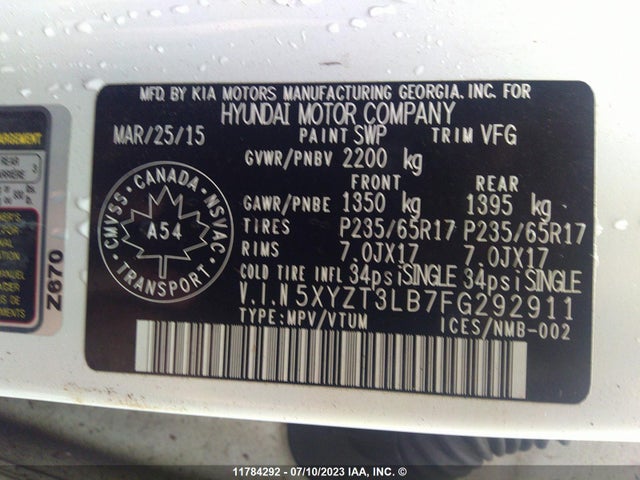 MFD. BY KIA MOTORS MANUFACTURING GEORGIA. INC. FOR
HYUNDAI MOTOR COMPANY
MAR/25/15 PAINT SWP TRIM VFG
GVWR/PNBV 2200 kg
FRONT REAR
GAWR/PNBE 1350 kg 1395 kg
TIRES P235/65R17 P235/65R17
RIMS 7.0JX17 7.0JX17
COLD TIRE INFL 34psiSINGLE 34psiSINGLE
V.I.N 5XYZT3LB7FG292911
TYPE:MPV/VTUM ICES/NMB-002
CANADA
CMVSS NSVAC
A54
TRANSPORT
REAR
Z670
11784292 - 07/10/2023 IAA, Inc. ©